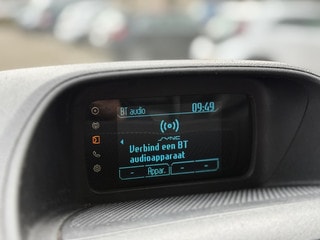 BT audio 09:49
SYNC
Verbind een BT
audioapparaat
Appar.